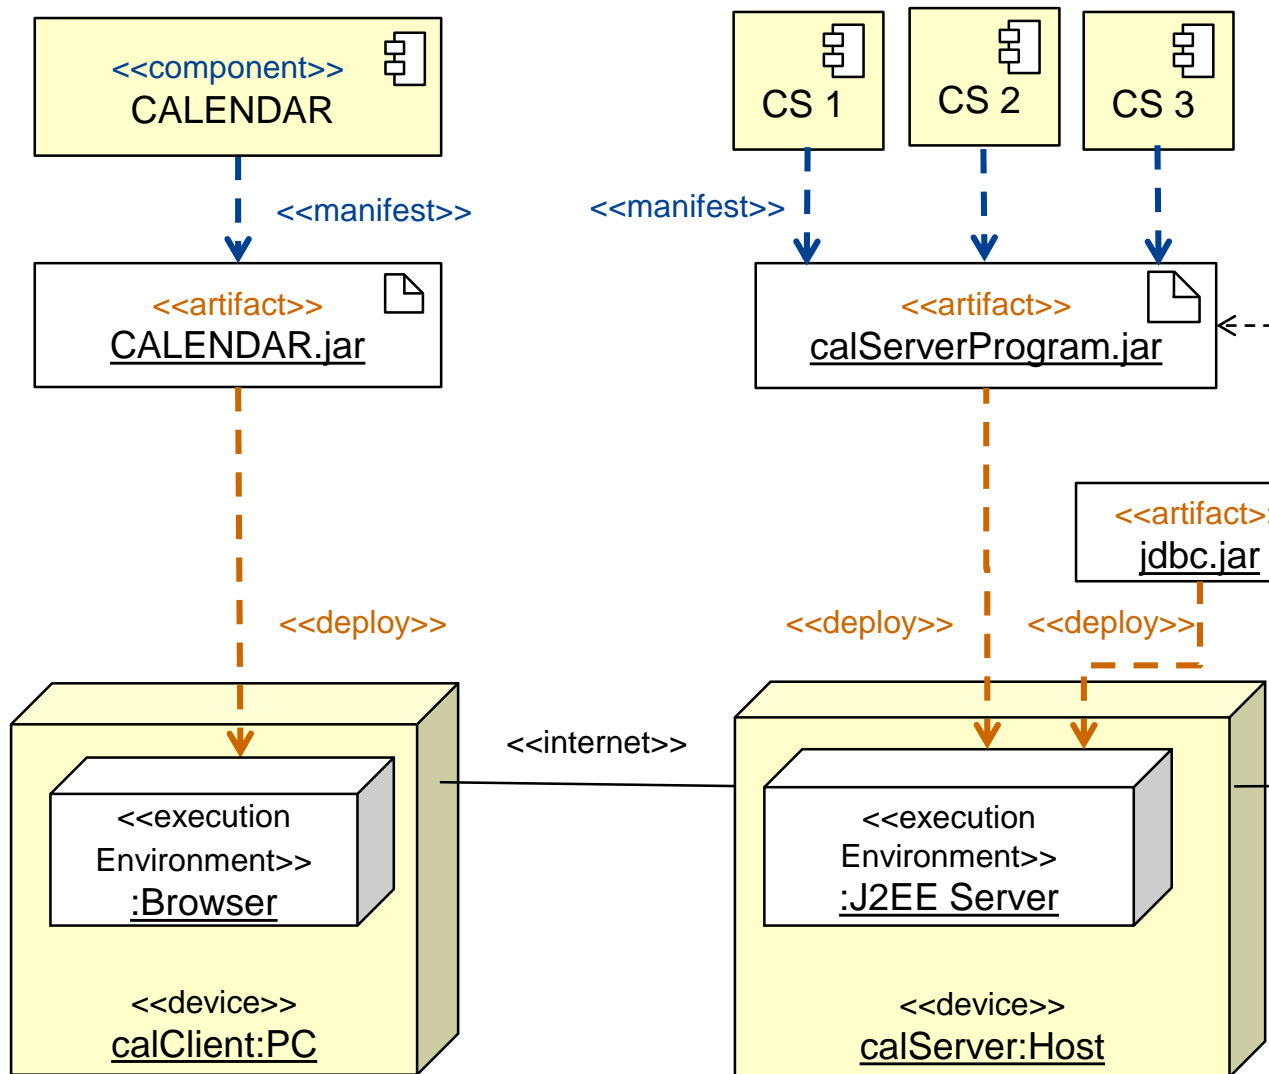 <<component>>
CALENDAR
CS 1
CS 2
CS 3
<<manifest>>
<<manifest>>
<<artifact>>
CALENDAR.jar
<<artifact>>
calServerProgram.jar
<<artifact>
jdbc.jar
<<deploy>>
<<deploy>>
<<deploy>>
<<internet>>
<<execution
Environment>>
:Browser
<<execution
Environment>>
:J2EE Server
<<device>>
calClient:PC
<<device>>
calServer:Host